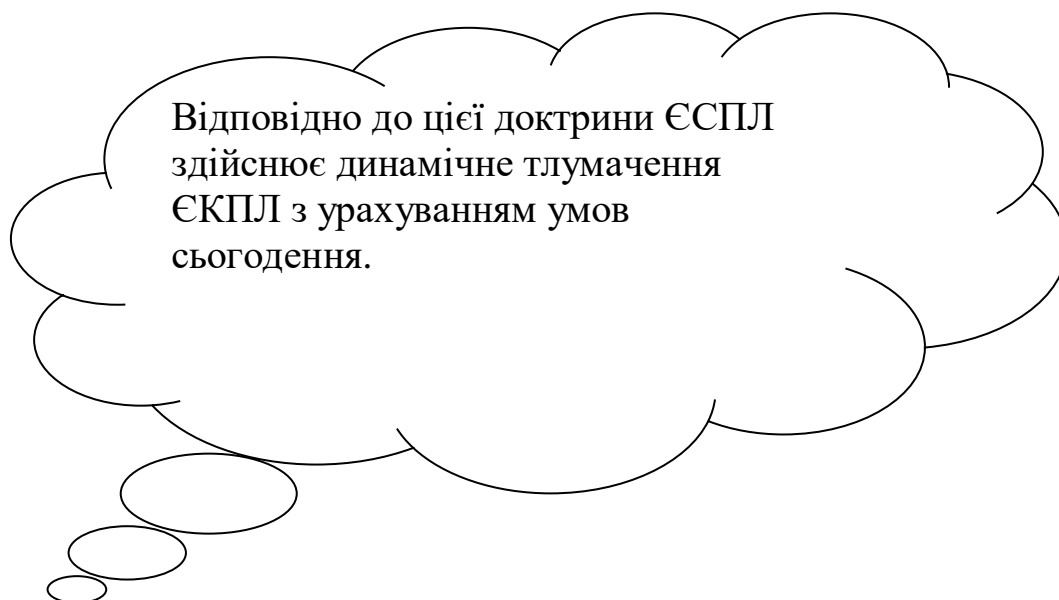 Відповідно до цієї доктрини ЄСПЛ
здійснює динамічне тлумачення
ЄКПЛ з урахуванням умов
сьогодення.